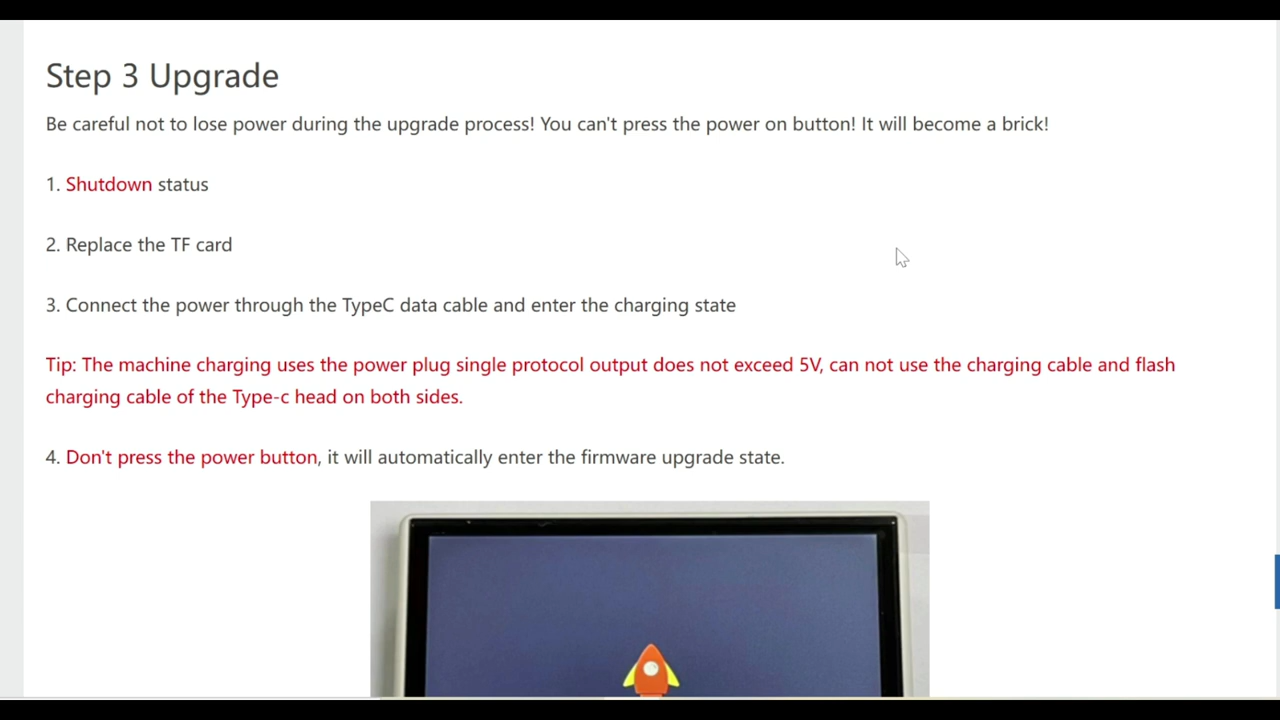 Step 3 Upgrade
Be careful not to lose power during the upgrade process! You can't press the power on button! It will become a brick!
1. Shutdown status
2. Replace the TF card
3. Connect the power through the TypeC data cable and enter the charging state
Tip: The machine charging uses the power plug single protocol output does not exceed 5V, can not use the charging cable and flash
charging cable of the Type-c head on both sides.
4. Don't press the power button, it will automatically enter the firmware upgrade state.